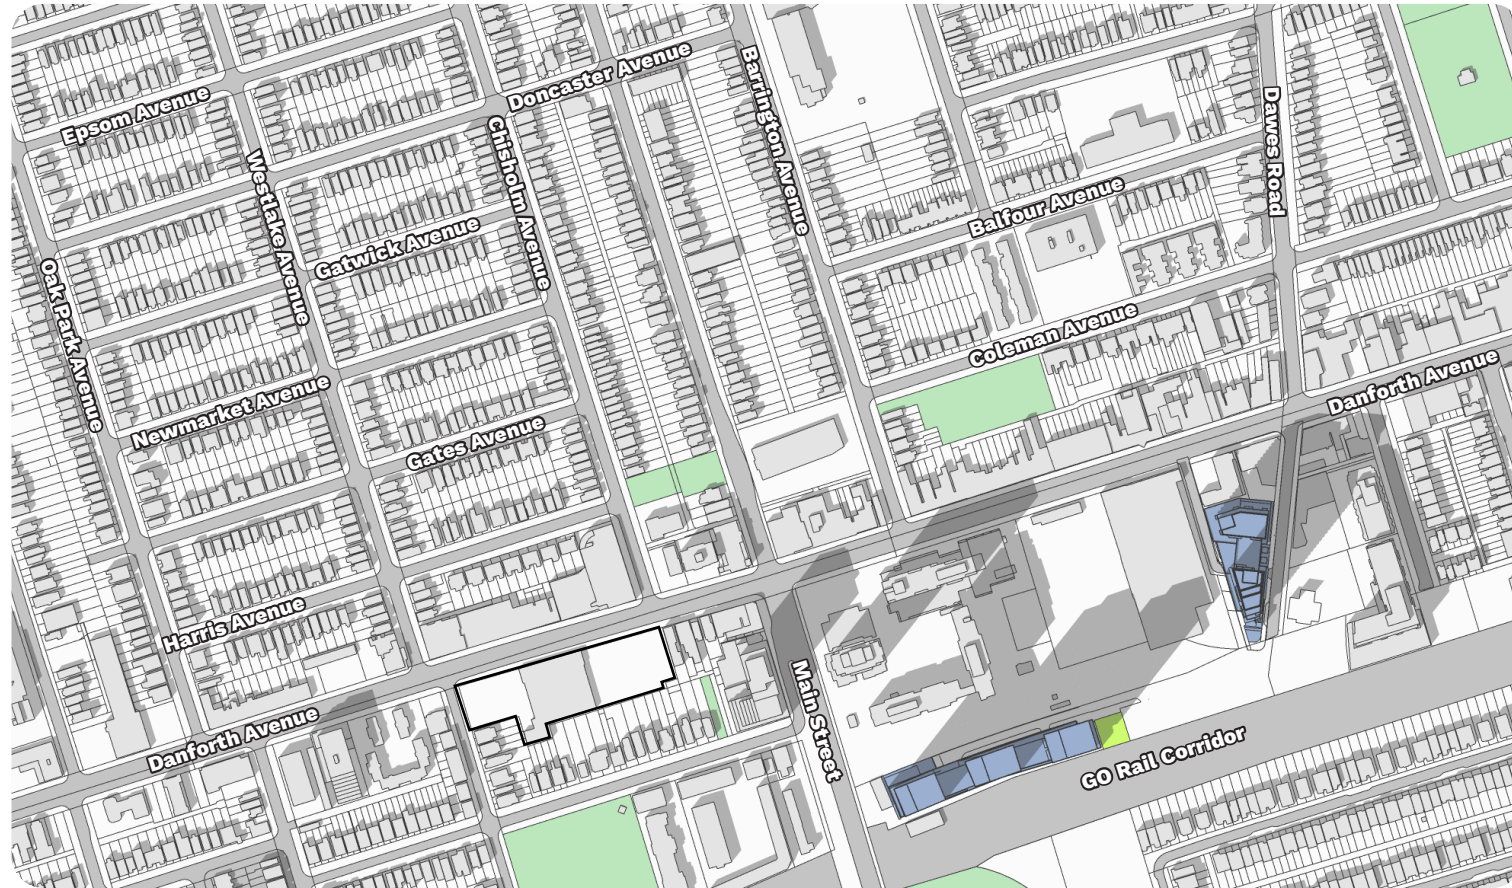 Epsom Avenue
Doncaster Avenue
Barrington Avenue
Dawes Road
Chisholm Avenue
Westlake Avenue
Gatwick Avenue
Balfour Avenue
Oak Park Avenue
Coleman Avenue
Danforth Avenue
Newmarket Avenue
Gates Avenue
Harris Avenue
Danforth Avenue
Main Street
GO Rail Corridor